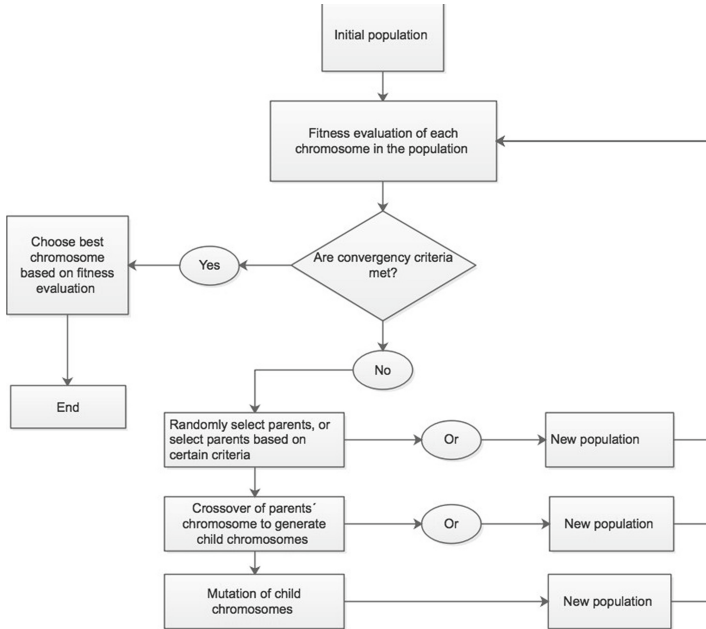 Initial population
Fitness evaluation of each
chromosome in the population
Are convergency criteria
met?
Yes
Choose best
chromosome
based on fitness
evaluation
End
No
Randomly select parents, or
select parents based on
certain criteria
Or
New population
Crossover of parents´
chromosome to generate
child chromosomes
Or
New population
Mutation of child
chromosomes
New population